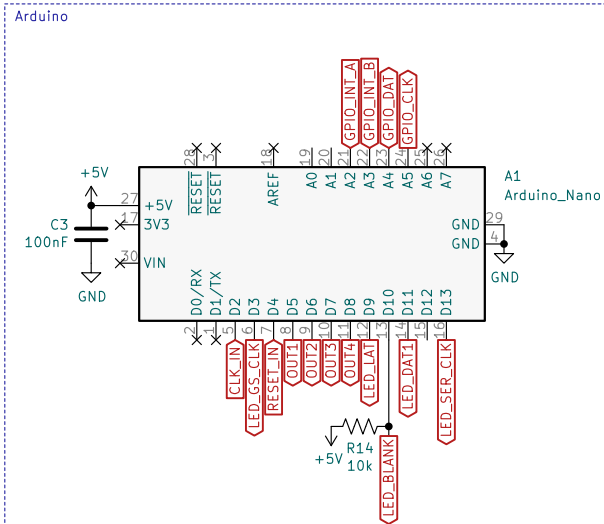 Arduino
GPIO_INT_A
GPIO_INT_B
GPIO_DAT
GPIO_CLK
28
3
18
19
20
21
22
23
24
25
26
RESET
RESET
AREF
A0
A1
A2
A3
A4
A5
A6
A7
A1
Arduino_Nano
+5V
27
+5V
17
3V3
C3
100nF
30
VIN
GND
GND
29
GND
4
GND
D0/RX
D1/TX
D2
D3
D4
D5
D6
D7
D8
D9
D10
D11
D12
D13
2
1
5
6
7
8
9
10
11
12
13
14
15
16
CLK_IN
LED_GS_CLK
RESET_IN
OUT1
OUT2
OUT3
OUT4
LED_LAT
LED_DAT1
LED_SER_CLK
+5V
R14
10k
LED_BLANK